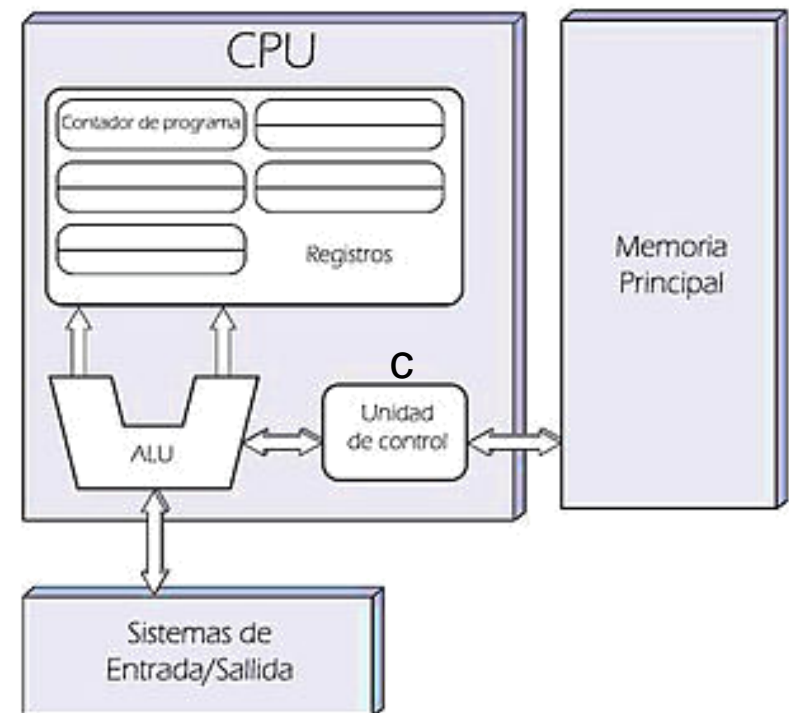 CPU
Contador de programa
Registros
Memoria
Principal
C
Unidad
de control
ALU
Sistemas de
Entrada/Sallida